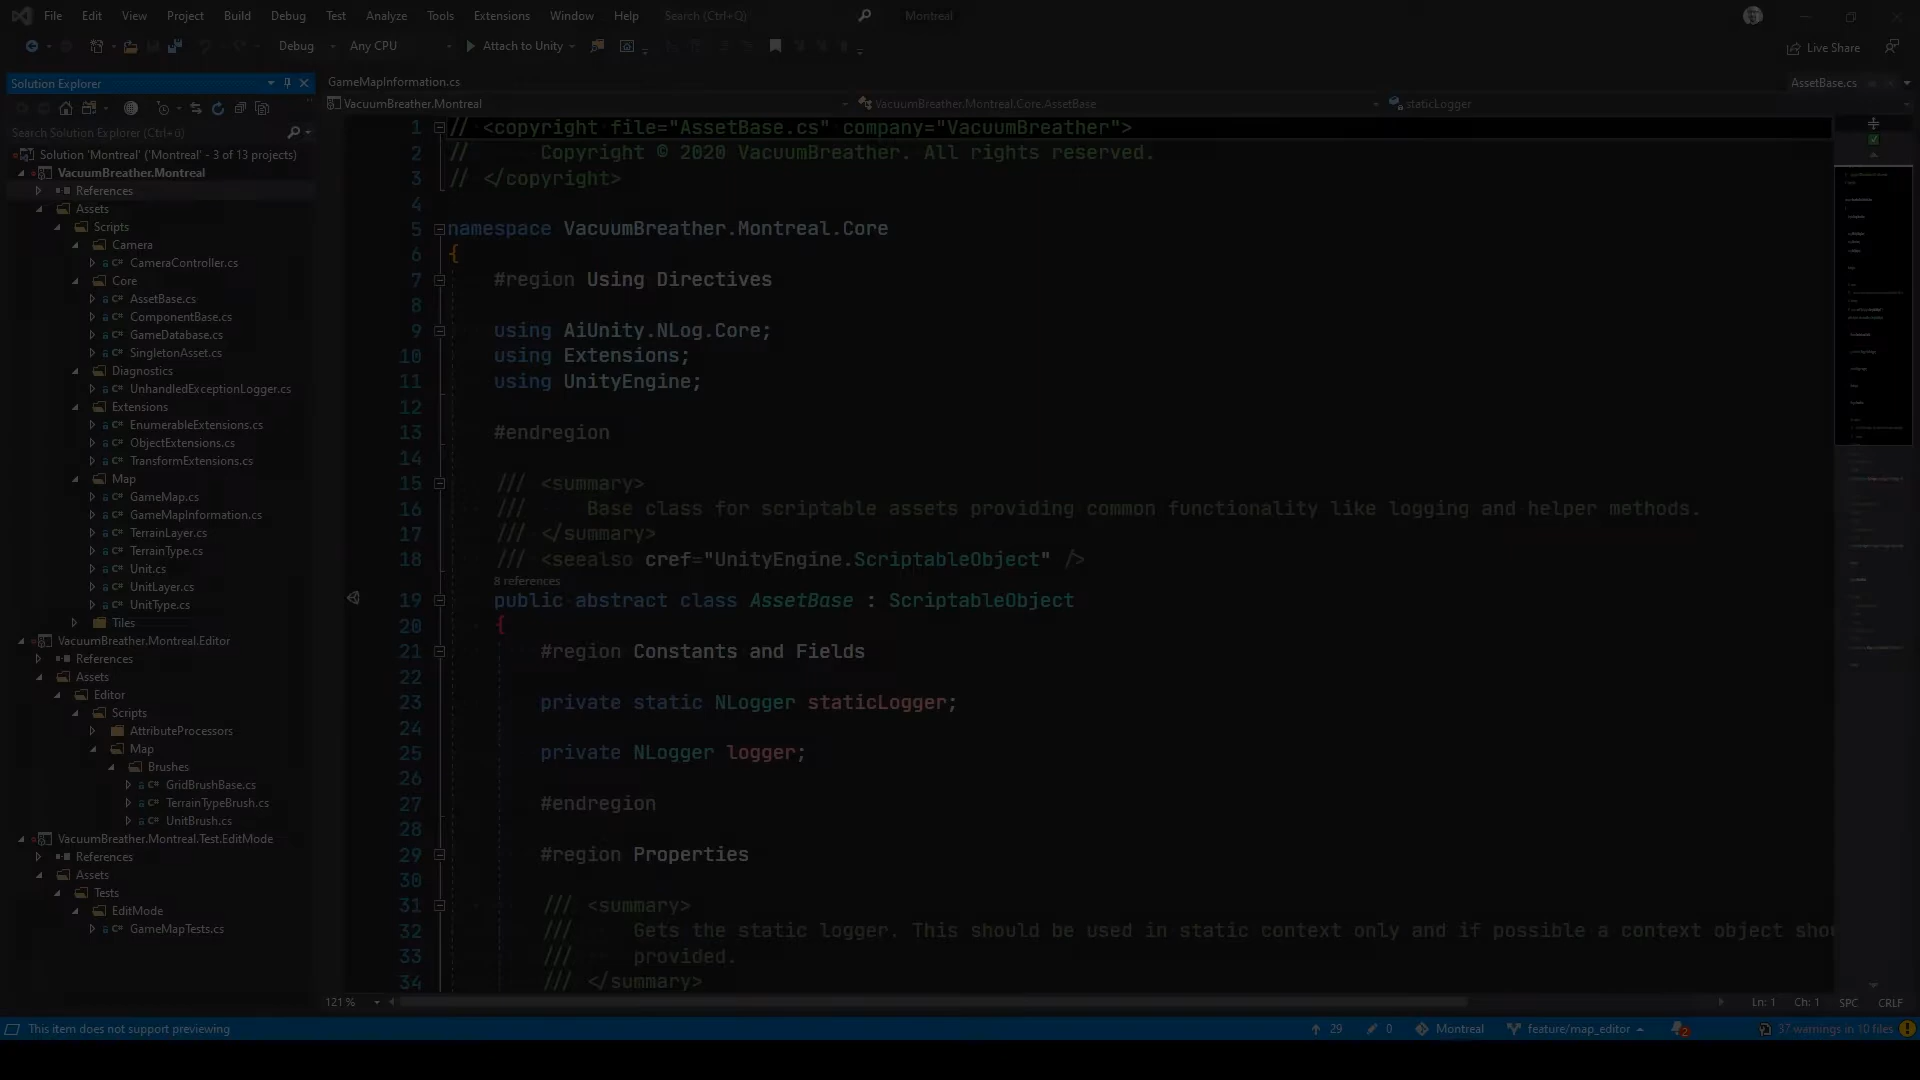 File Edit View Project Build Debug Test Analyze Tools Extensions Window Help Search (Ctrl+Q) Montreal
Debug Any CPU Attach to Unity Live Share
Solution Explorer
Search Solution Explorer (Ctrl+ü)
Solution 'Montreal' ('Montreal' - 3 of 13 projects)
VacuumBreather.Montreal
References
Assets
Scripts
Camera
C# CameraController.cs
Core
C# AssetBase.cs
C# ComponentBase.cs
C# GameDatabase.cs
C# SingletonAsset.cs
Diagnostics
C# UnhandledExceptionLogger.cs
Extensions
C# EnumerableExtensions.cs
C# ObjectExtensions.cs
C# TransformExtensions.cs
Map
C# GameMap.cs
C# GameMapInformation.cs
C# TerrainLayer.cs
C# TerrainType.cs
C# Unit.cs
C# UnitLayer.cs
C# UnitType.cs
Tiles
VacuumBreather.Montreal.Editor
References
Assets
Editor
Scripts
AttributeProcessors
Map
Brushes
C# GridBrushBase.cs
C# TerrainTypeBrush.cs
C# UnitBrush.cs
VacuumBreather.Montreal.Test.EditMode
References
Assets
Tests
EditMode
C# GameMapTests.cs
GameMapInformation.cs AssetBase.cs
VacuumBreather.Montreal VacuumBreather.Montreal.Core.AssetBase staticLogger
1 // <copyright file="AssetBase.cs" company="VacuumBreather">
2 //      Copyright © 2020 VacuumBreather. All rights reserved.
3 // </copyright>
4
5 namespace VacuumBreather.Montreal.Core
6 {
7     #region Using Directives
8
9     using AiUnity.NLog.Core;
10     using Extensions;
11     using UnityEngine;
12
13     #endregion
14
15     /// <summary>
16     ///     Base class for scriptable assets providing common functionality like logging and helper methods.
17     /// </summary>
18     /// <seealso cref="UnityEngine.ScriptableObject" />
8 references
19     public abstract class AssetBase : ScriptableObject
20     {
21         #region Constants and Fields
22
23         private static NLogger staticLogger;
24
25         private NLogger logger;
26
27         #endregion
28
29         #region Properties
30
31         /// <summary>
32         ///     Gets the static logger. This should be used in static context only and if possible a context object shou
33         ///     provided.
34         /// </summary>
121 % Ln: 1 Ch: 1 SPC CRLF
This item does not support previewing 29 0 Montreal feature/map_editor 2 37 warnings in 10 files